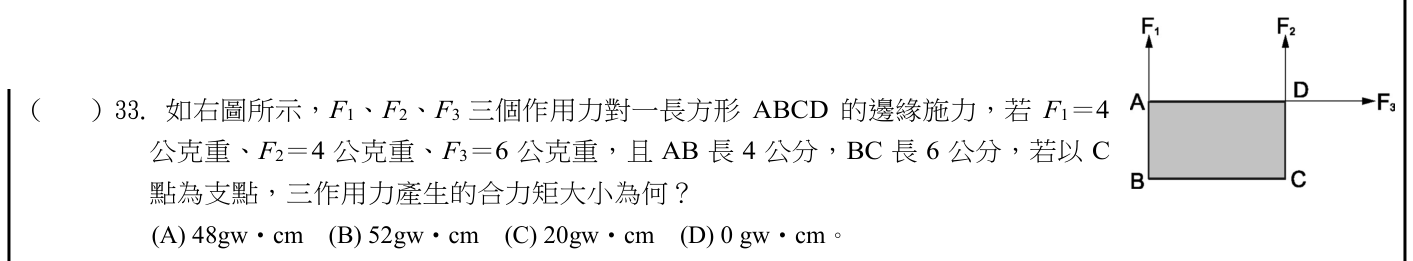 (　　) 33. 如右圖所示，F1、F2、F3 三個作用力對一長方形 ABCD 的邊緣施力，若 F1＝4
公克重、F2＝4 公克重、F3＝6 公克重，且 AB 長 4 公分，BC 長 6 公分，若以 C
點為支點，三作用力產生的合力矩大小為何？
(A) 48gw・cm　(B) 52gw・cm　(C) 20gw・cm　(D) 0 gw・cm。
F1　F2
A　D　F3
B　C